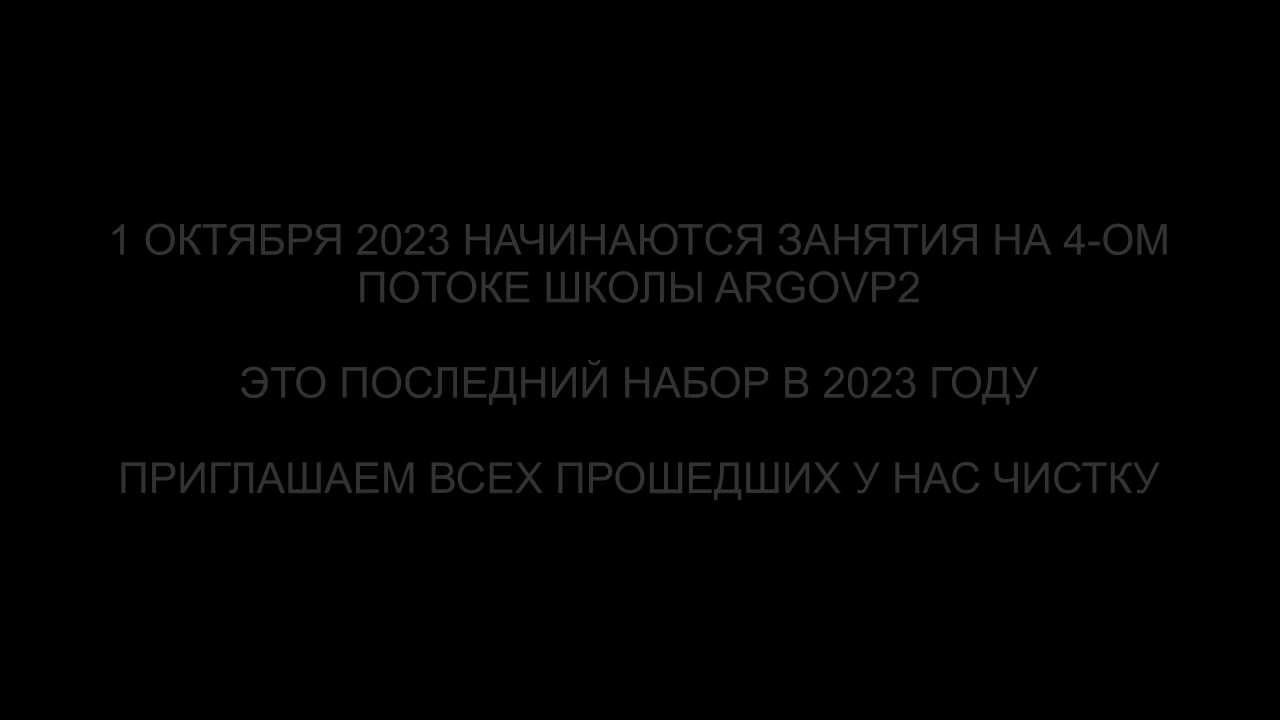 1 ОКТЯБРЯ 2023 НАЧИНАЮТСЯ ЗАНЯТИЯ НА 4-ОМ
ПОТОКЕ ШКОЛЫ ARGOVP2
ЭТО ПОСЛЕДНИЙ НАБОР В 2023 ГОДУ
ПРИГЛАШАЕМ ВСЕХ ПРОШЕДШИХ У НАС ЧИСТКУ